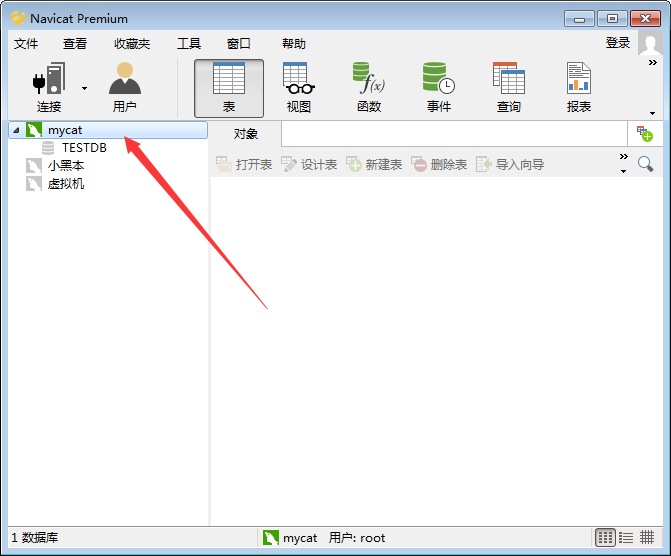 Navicat Premium
文件 查看 收藏夹 工具 窗口 帮助 登录
连接 用户 表 视图 函数 事件 查询 报表
mycat
TESTDB
小黑本
虚拟机
对象
打开表 设计表 新建表 删除表 导入向导
1 数据库 mycat 用户: root